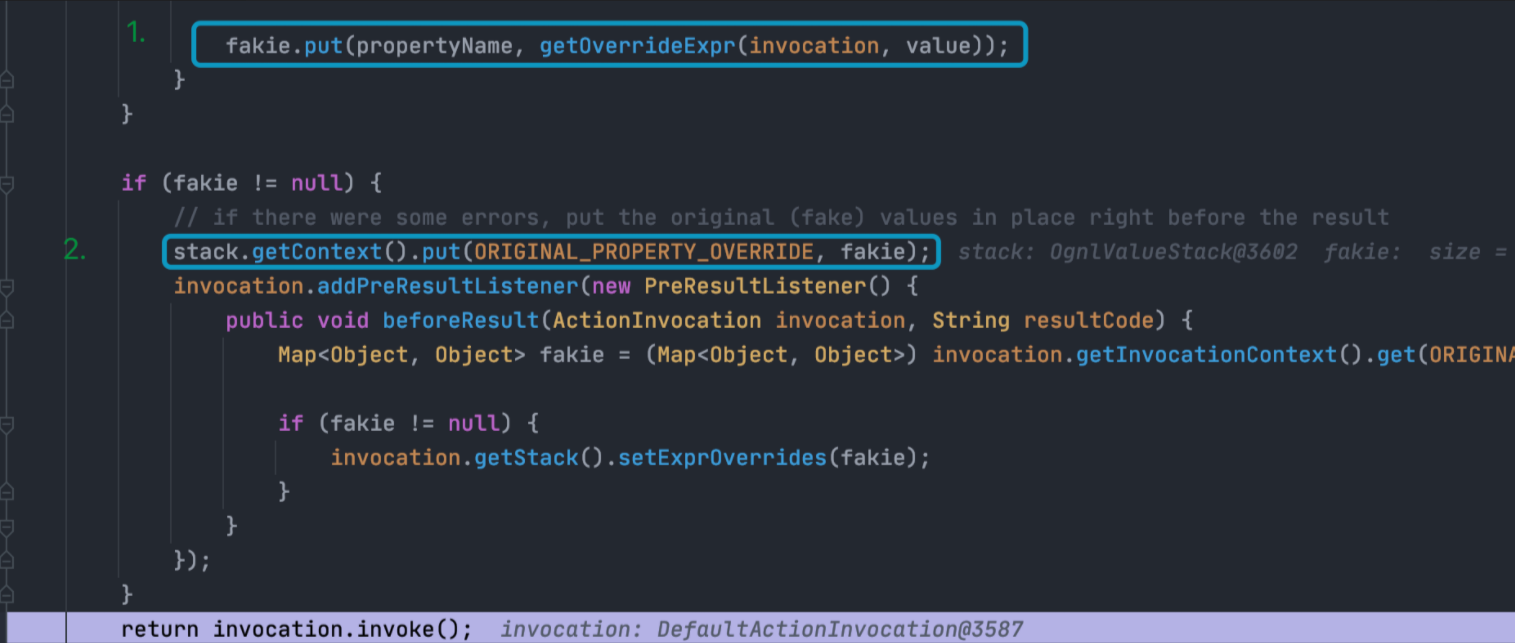 1. fakie.put(propertyName, getOverrideExpr(invocation, value));
}
}
if (fakie != null) {
// if there were some errors, put the original (fake) values in place right before the result
2. stack.getContext().put(ORIGINAL_PROPERTY_OVERRIDE, fakie); stack: OgnlValueStack@3602 fakie: size =
invocation.addPreResultListener(new PreResultListener() {
public void beforeResult(ActionInvocation invocation, String resultCode) {
Map<Object, Object> fakie = (Map<Object, Object>) invocation.getInvocationContext().get(ORIGINA
if (fakie != null) {
invocation.getStack().setExprOverrides(fakie);
}
}
});
}
return invocation.invoke(); invocation: DefaultActionInvocation@3587